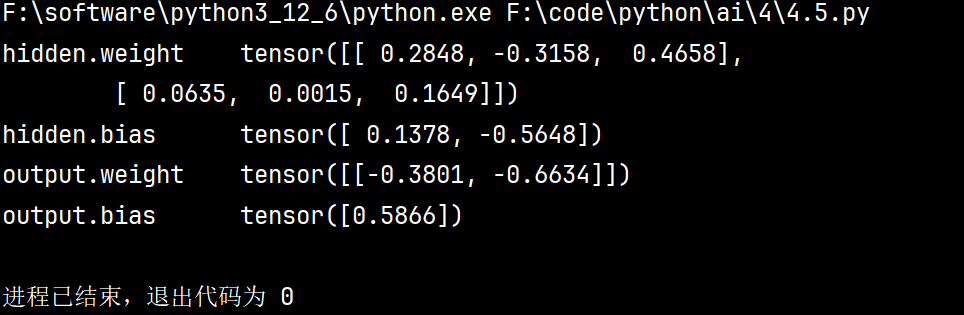 F:\software\python3_12_6\python.exe F:\code\python\ai\4\4.5.py
hidden.weight    tensor([[ 0.2848, -0.3158,  0.4658],
        [ 0.0635,  0.0015,  0.1649]])
hidden.bias    tensor([ 0.1378, -0.5648])
output.weight    tensor([[-0.3801, -0.6634]])
output.bias    tensor([0.5866])
进程已结束，退出代码为 0